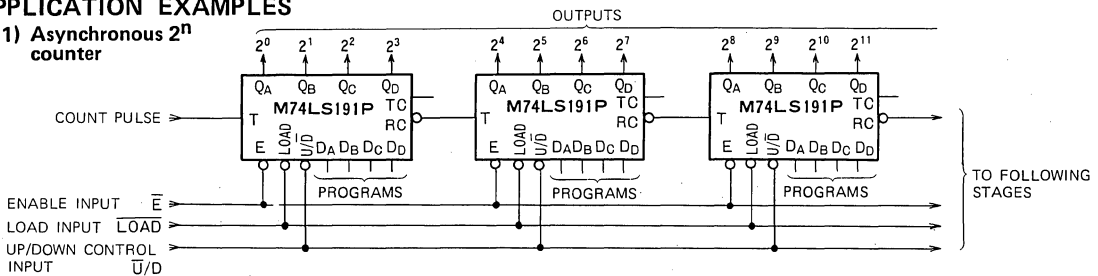 APPLICATION EXAMPLES
1) Asynchronous 2ⁿ
counter
OUTPUTS
2⁰ 2¹ 2² 2³ 2⁴ 2⁵ 2⁶ 2⁷ 2⁸ 2⁹ 2¹⁰ 2¹¹
QA QB QC QD QA QB QC QD QA QB QC QD
M74LS191P M74LS191P M74LS191P
TC TC TC
COUNT PULSE T RC T RC T RC
E LOAD Ū/D DA DB DC DD E LOAD Ū/D DA DB DC DD E LOAD Ū/D DA DB DC DD
PROGRAMS PROGRAMS PROGRAMS
TO FOLLOWING
STAGES
ENABLE INPUT E̅
LOAD INPUT L̅O̅A̅D̅
UP/DOWN CONTROL
INPUT U̅/D